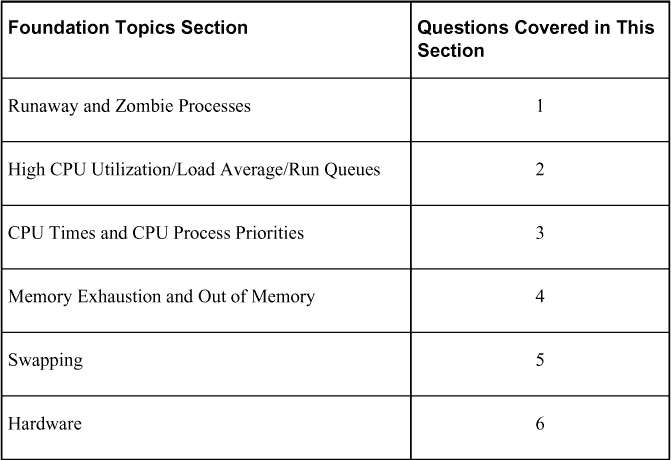 Foundation Topics Section
Questions Covered in This
Section
Runaway and Zombie Processes
1
High CPU Utilization/Load Average/Run Queues
2
CPU Times and CPU Process Priorities
3
Memory Exhaustion and Out of Memory
4
Swapping
5
Hardware
6